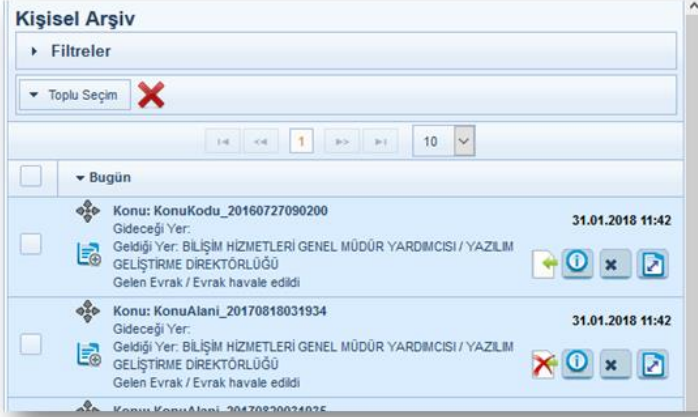 Kişisel Arşiv
Filtreler
Toplu Seçim
1
10
Bugün
Konu: KonuKodu_20160727090200
31.01.2018 11:42
Gideceği Yer:
Geldiği Yer: BİLİŞİM HİZMETLERİ GENEL MÜDÜR YARDIMCISI / YAZILIM
GELİŞTİRME DİREKTÖRLÜĞÜ
Gelen Evrak / Evrak havale edildi
Konu: KonuAlani_20170818031934
31.01.2018 11:42
Gideceği Yer:
Geldiği Yer: BİLİŞİM HİZMETLERİ GENEL MÜDÜR YARDIMCISI / YAZILIM
GELİŞTİRME DİREKTÖRLÜĞÜ
Gelen Evrak / Evrak havale edildi
Konu: KonuAlani_20170829031935